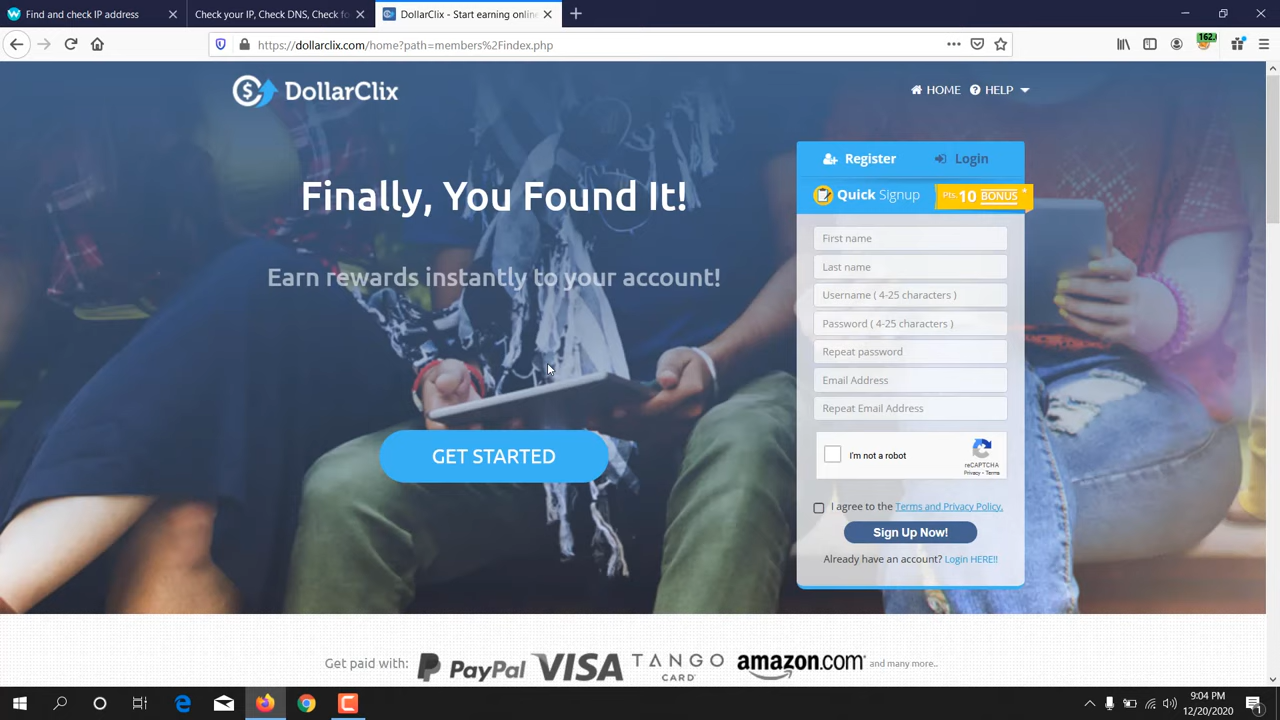 Find and check IP address
Check your IP, Check DNS, Check fo
DollarClix - Start earning online
https://dollarclix.com/home?path=members%2Findex.php
162.
DollarClix
HOME
HELP
Finally, You Found It!
Earn rewards instantly to your account!
GET STARTED
Register
Login
Quick Signup
Pts. 10 BONUS *
First name
Last name
Username ( 4-25 characters )
Password ( 4-25 characters )
Repeat password
Email Address
Repeat Email Address
I'm not a robot
reCAPTCHA
Privacy - Terms
I agree to the Terms and Privacy Policy.
Sign Up Now!
Already have an account? Login HERE!!
Get paid with: PayPal VISA TANGO CARD amazon.com and many more..
9:04 PM
12/20/2020
1